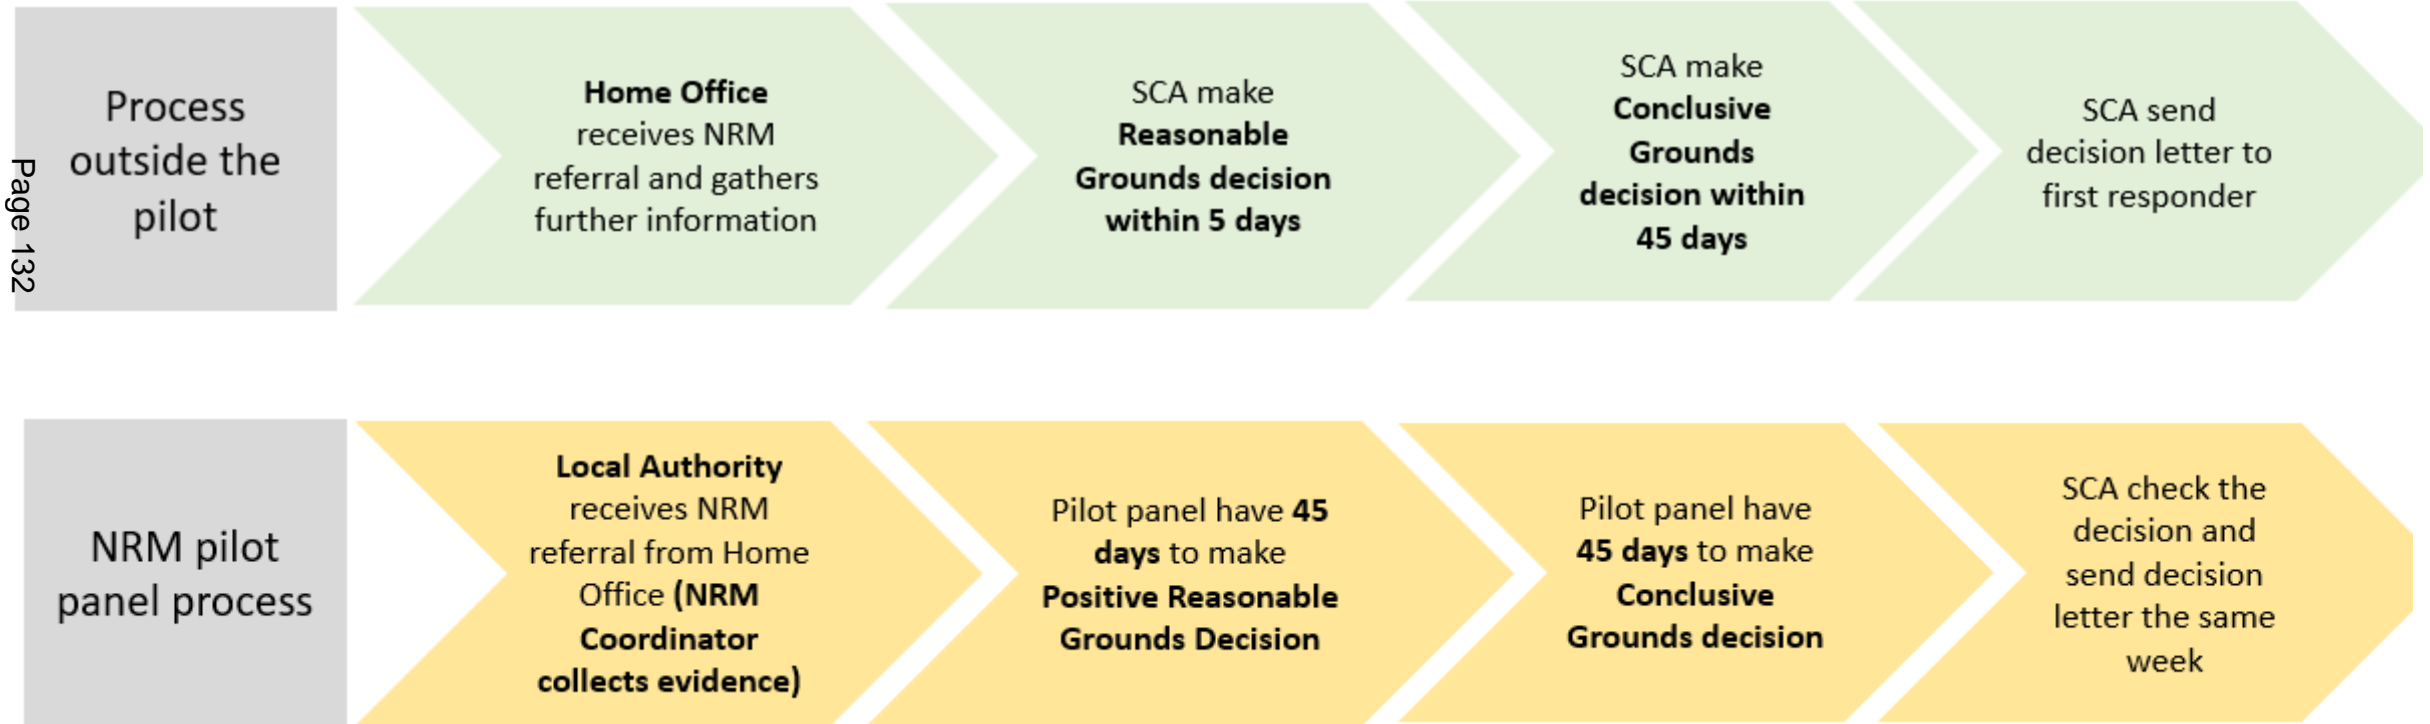 Page 132
Process
outside the
pilot
Home Office
receives NRM
referral and gathers
further information
SCA make
Reasonable
Grounds decision
within 5 days
SCA make
Conclusive
Grounds
decision within
45 days
SCA send
decision letter to
first responder
NRM pilot
panel process
Local Authority
receives NRM
referral from Home
Office (NRM
Coordinator
collects evidence)
Pilot panel have 45
days to make
Positive Reasonable
Grounds Decision
Pilot panel have
45 days to make
Conclusive
Grounds decision
SCA check the
decision and
send decision
letter the same
week